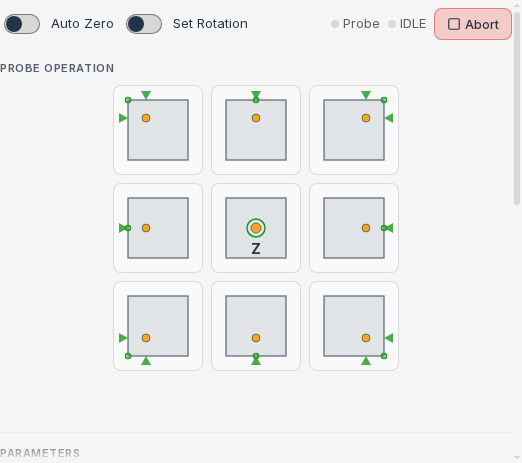 Auto Zero Set Rotation Probe IDLE Abort
PROBE OPERATION
Z
PARAMETERS